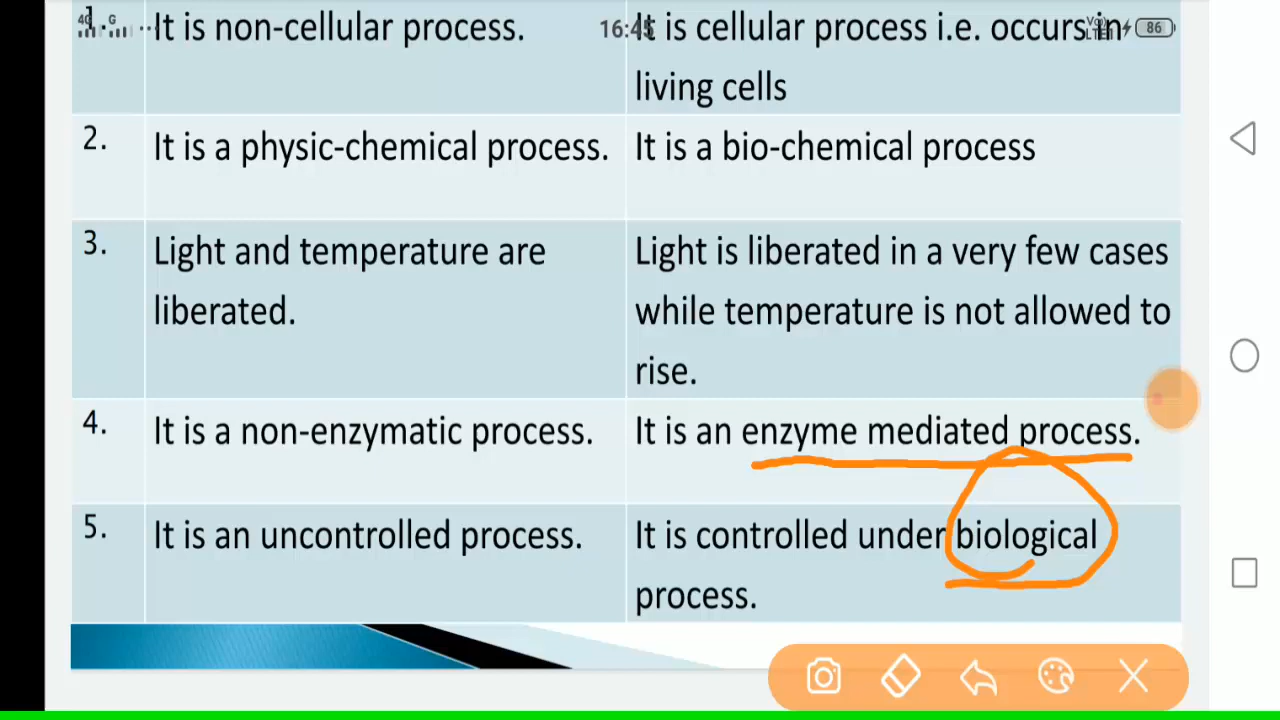 4G G ... 16:45 Vo) LTE1 86
1. It is non-cellular process. It is cellular process i.e. occurs in
living cells
2. It is a physic-chemical process. It is a bio-chemical process
3. Light and temperature are Light is liberated in a very few cases
liberated. while temperature is not allowed to
rise.
4. It is a non-enzymatic process. It is an enzyme mediated process.
5. It is an uncontrolled process. It is controlled under biological
process.